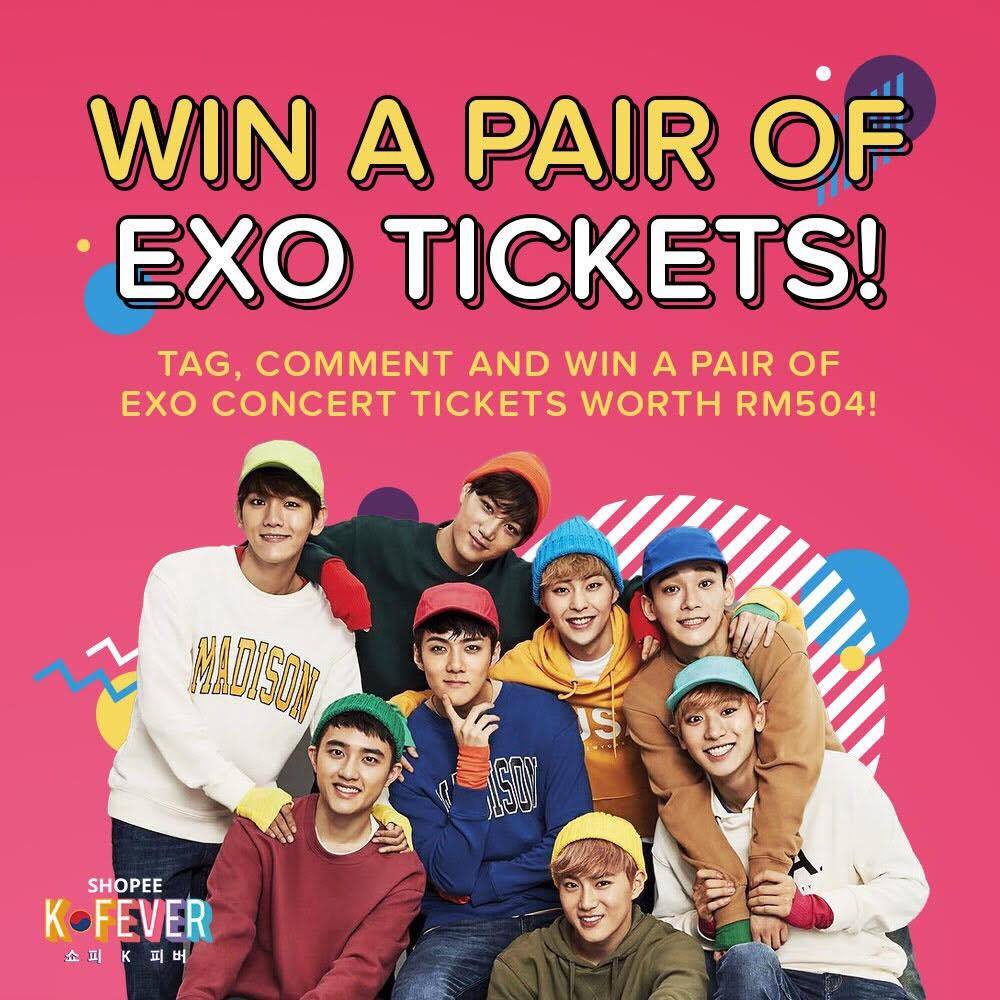 WIN A PAIR OF
EXO TICKETS!
TAG, COMMENT AND WIN A PAIR OF
EXO CONCERT TICKETS WORTH RM504!
MADISON
MADISON
A.
SHOPEE
K FEVER
쇼피 K 피버